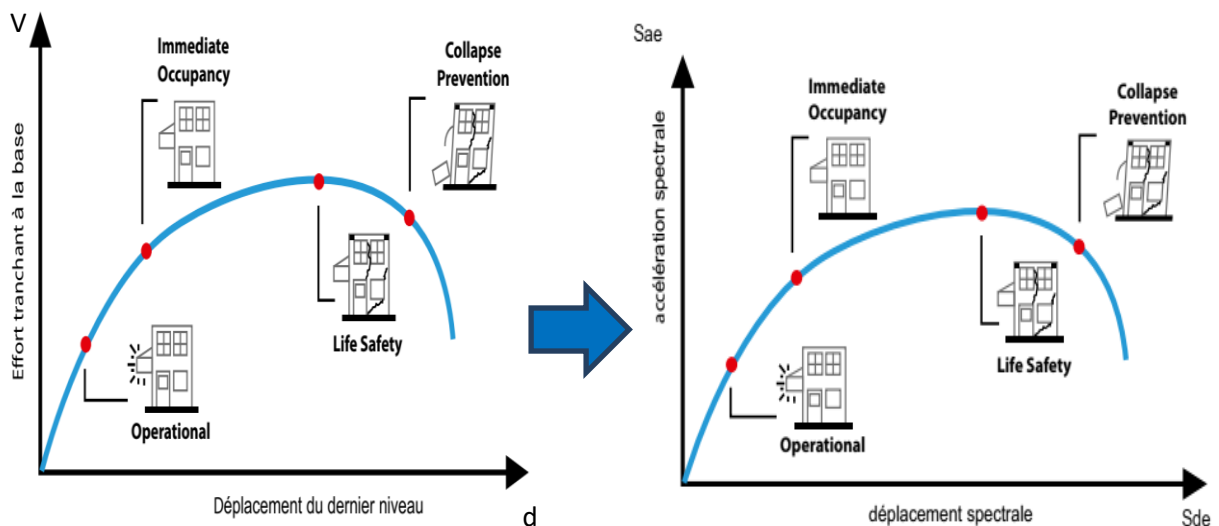 V
Effort tranchant à la base
Immediate
Occupancy
Collapse
Prevention
Life Safety
Operational
Déplacement du dernier niveau
d
Sae
accélération spectrale
Immediate
Occupancy
Collapse
Prevention
Life Safety
Operational
déplacement spectrale
Sde